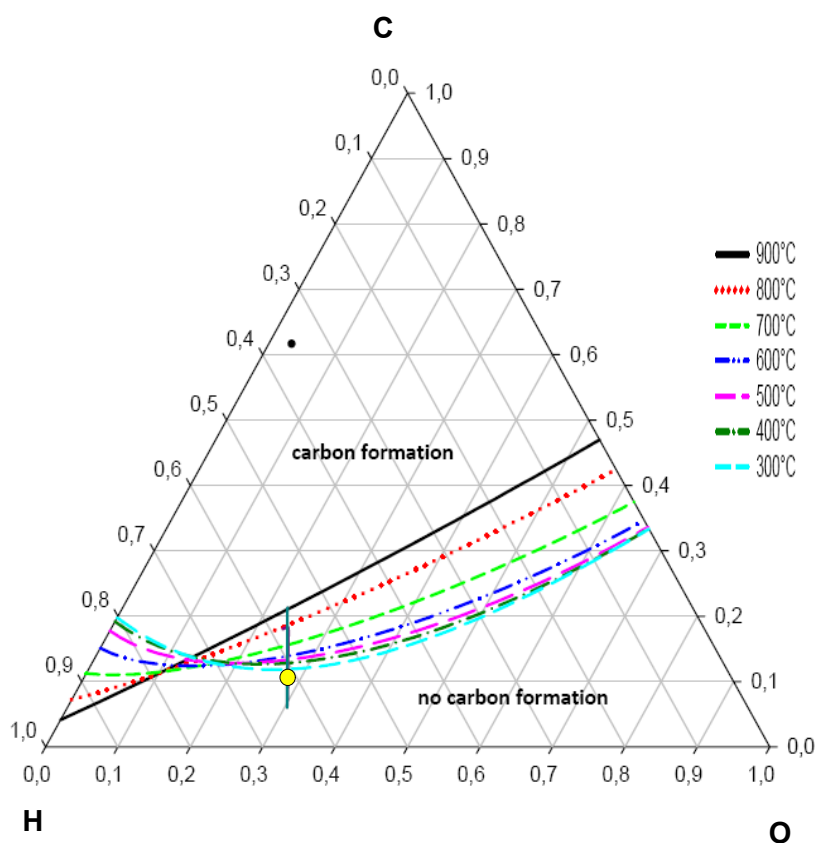 C
0,0 1,0
0,1 0,9
0,2 0,8
0,3 0,7
0,4 0,6
0,5 0,5
carbon formation
0,6 0,4
0,7 0,3
0,8 0,2
0,9 0,1
no carbon formation
1,0 0,0
0,0 0,1 0,2 0,3 0,4 0,5 0,6 0,7 0,8 0,9 1,0
H O
900°C
800°C
700°C
600°C
500°C
400°C
300°C